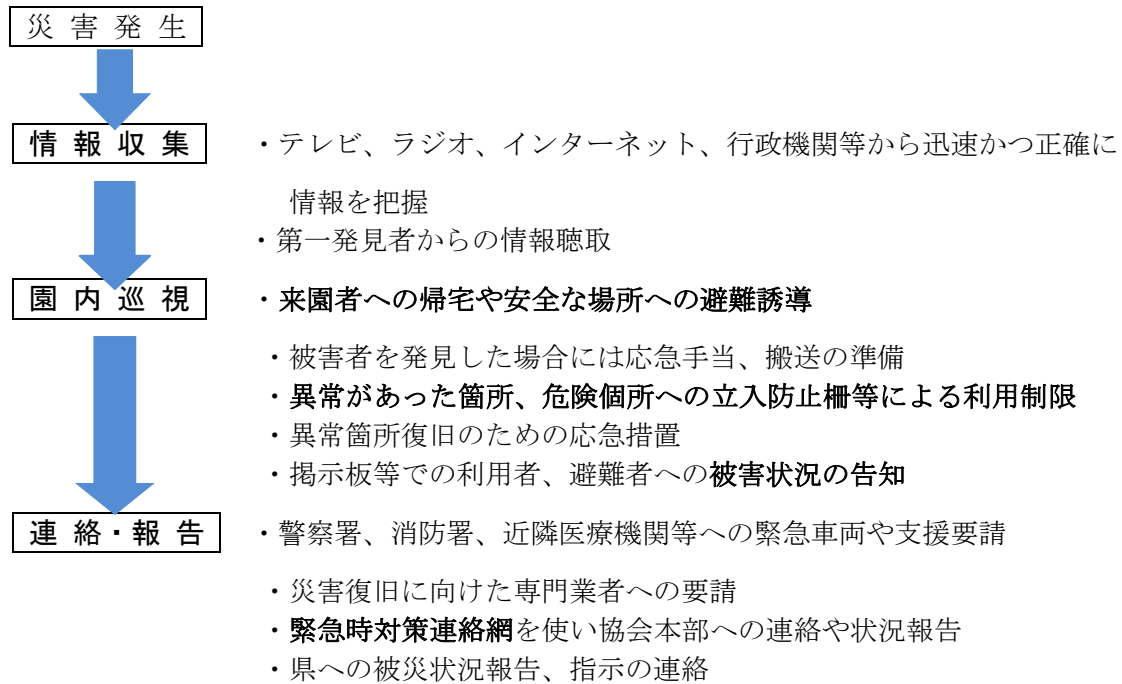 災 害 発 生
情 報 収 集 ・テレビ、ラジオ、インターネット、行政機関等から迅速かつ正確に
情報を把握
・第一発見者からの情報聴取
園 内 巡 視 ・来園者への帰宅や安全な場所への避難誘導
・被害者を発見した場合には応急手当、搬送の準備
・異常があった箇所、危険個所への立入防止柵等による利用制限
・異常箇所復旧のための応急措置
・掲示板等での利用者、避難者への被害状況の告知
連 絡・報 告 ・警察署、消防署、近隣医療機関等への緊急車両や支援要請
・災害復旧に向けた専門業者への要請
・緊急時対策連絡網を使い協会本部への連絡や状況報告
・県への被災状況報告、指示の連絡